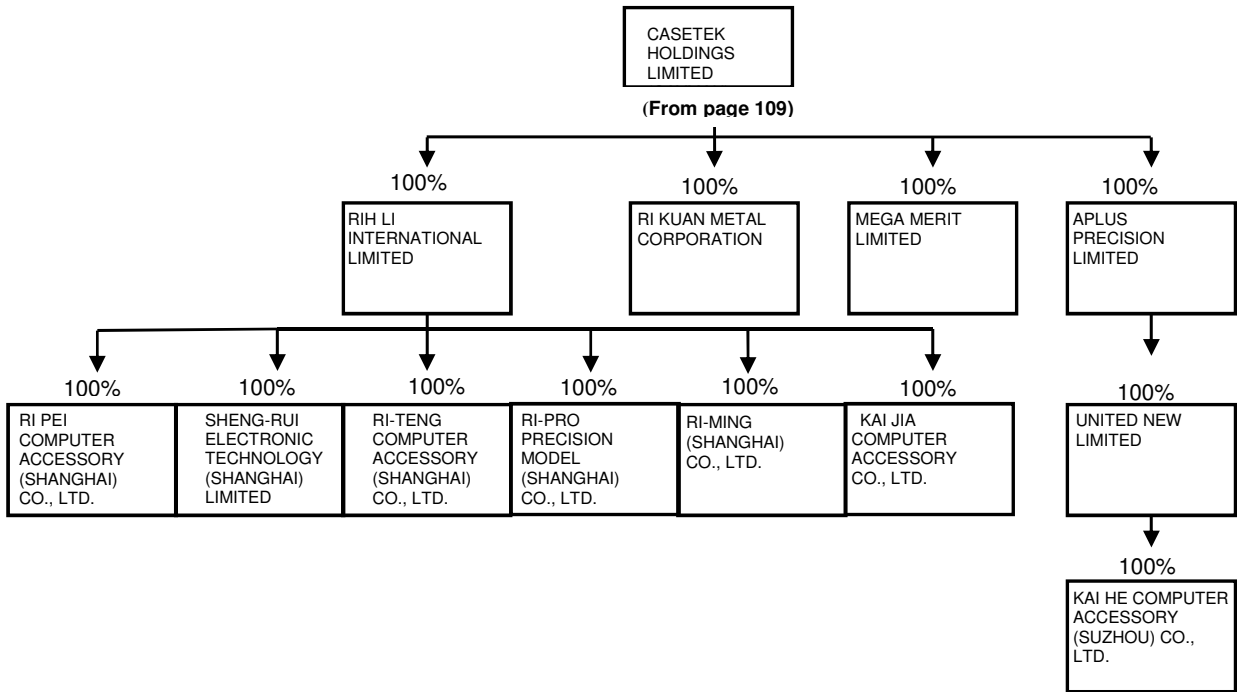 CASETEK
HOLDINGS
LIMITED
(From page 109)
100%
100%
100%
100%
RIH LI
INTERNATIONAL
LIMITED
RI KUAN METAL
CORPORATION
MEGA MERIT
LIMITED
APLUS
PRECISION
LIMITED
100%
100%
100%
100%
100%
100%
100%
RI PEI
COMPUTER
ACCESSORY
(SHANGHAI)
CO., LTD.
SHENG-RUI
ELECTRONIC
TECHNOLOGY
(SHANGHAI)
LIMITED
RI-TENG
COMPUTER
ACCESSORY
(SHANGHAI)
CO., LTD.
RI-PRO
PRECISION
MODEL
(SHANGHAI)
CO., LTD.
RI-MING
(SHANGHAI)
CO., LTD.
KAI JIA
COMPUTER
ACCESSORY
CO., LTD.
UNITED NEW
LIMITED
100%
KAI HE COMPUTER
ACCESSORY
(SUZHOU) CO.,
LTD.